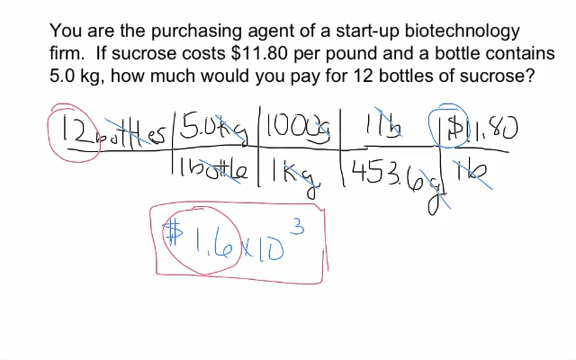 You are the purchasing agent of a start-up biotechnology
firm. If sucrose costs $11.80 per pound and a bottle contains
5.0 kg, how much would you pay for 12 bottles of sucrose?
12 bottles | 5.0 kg | 1000g | 1 lb | $11.80
1 bottle | 1 kg | 453.6 g | 1 lb
$1.6 x 10³